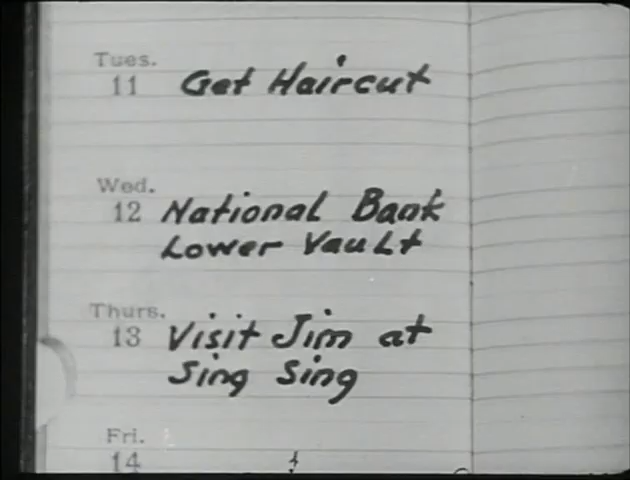 Tues.
11 Get Haircut
Wed.
12 National Bank
Lower Vault
Thurs.
13 Visit Jim at
Sing Sing
Fri.
14